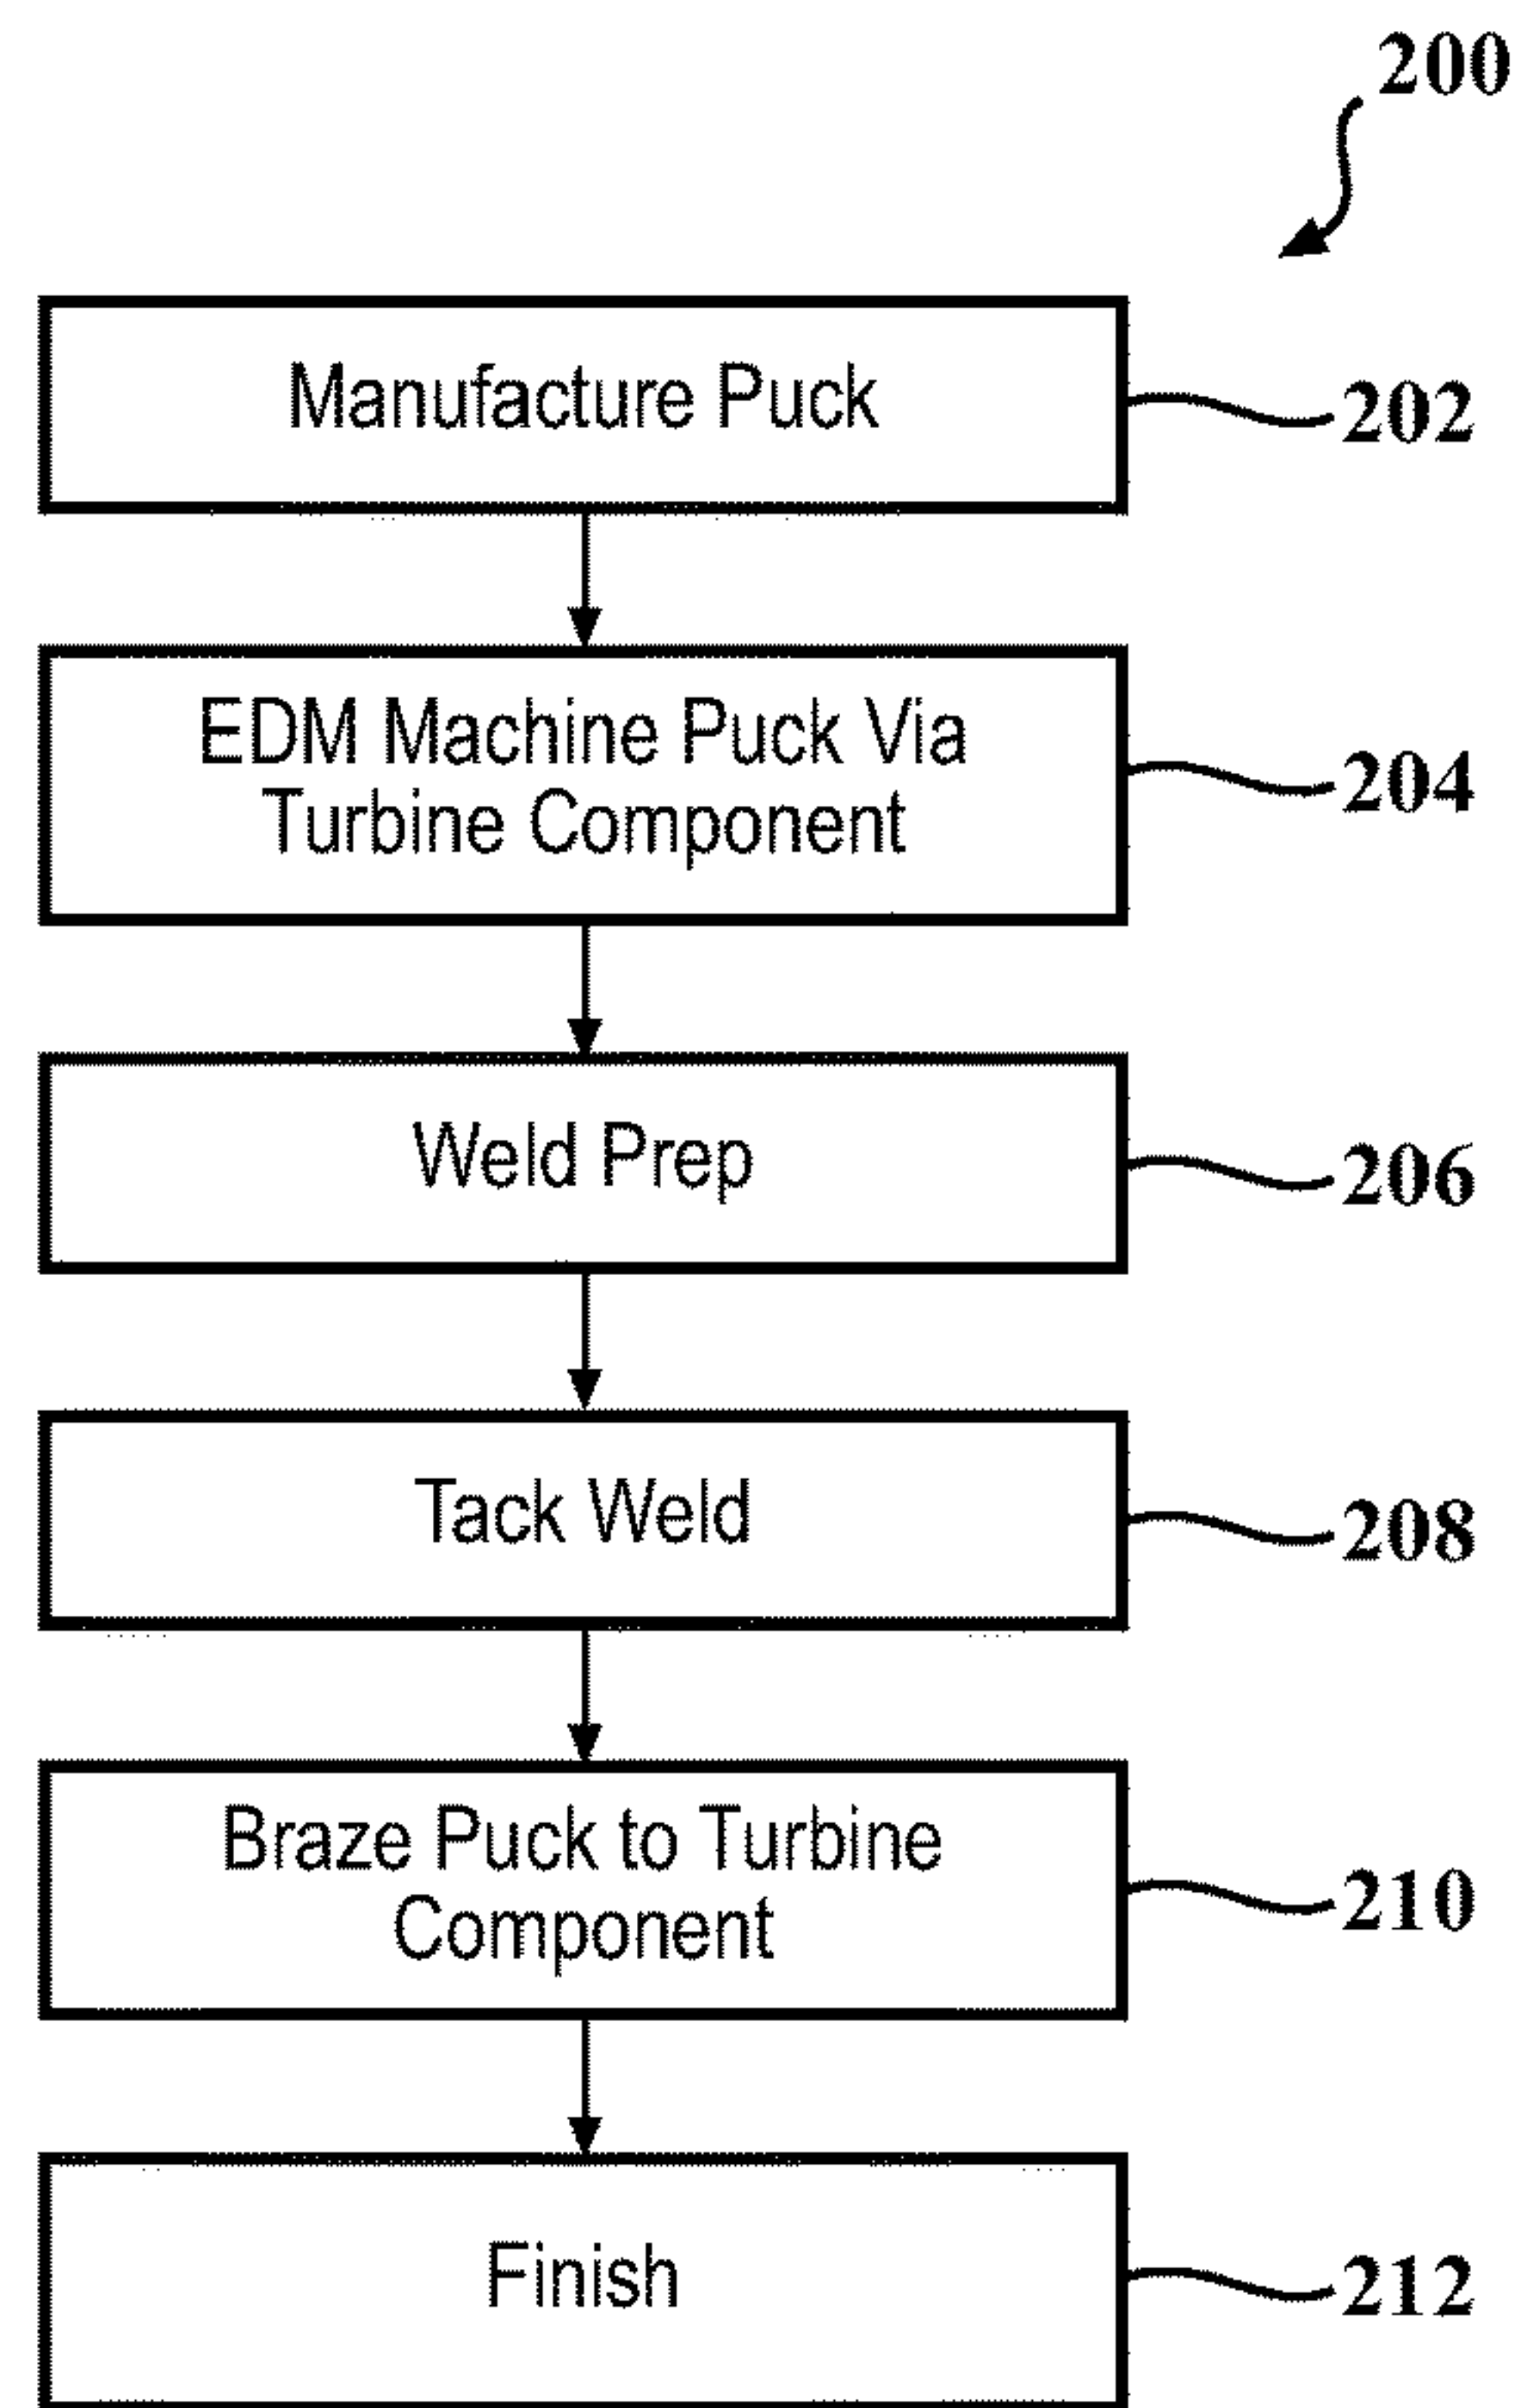 200
Manufacture Puck
202
EDM Machine Puck Via
Turbine Component
204
Weld Prep
206
Tack Weld
208
Braze Puck to Turbine
Component
210
Finish
212